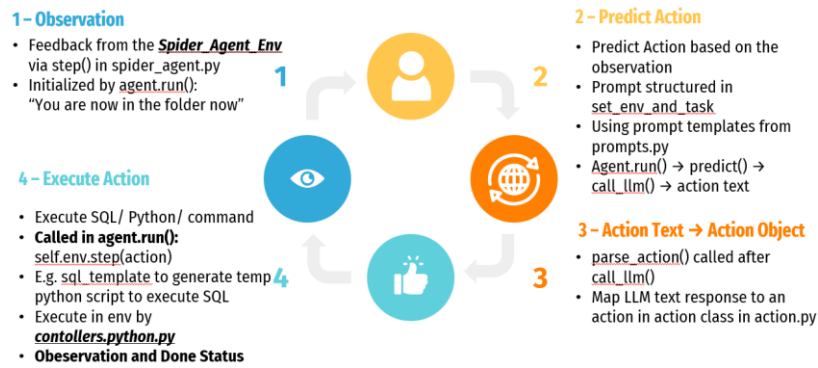 1 – Observation
• Feedback from the Spider_Agent_Env
via step() in spider_agent.py
• Initialized by agent.run():
“You are now in the folder now”
1
2 – Predict Action
• Predict Action based on the
observation
• Prompt structured in
set_env_and_task
• Using prompt templates from
prompts.py
• Agent.run() → predict() →
call_llm() → action text
2
3 – Action Text → Action Object
• parse_action() called after
call_llm()
• Map LLM text response to an
action in action class in action.py
3
4 – Execute Action
• Execute SQL/ Python/ command
• Called in agent.run():
self.env.step(action)
• E.g. sql_template to generate temp
python script to execute SQL
• Execute in env by
contollers.python.py
• Obeservation and Done Status
4